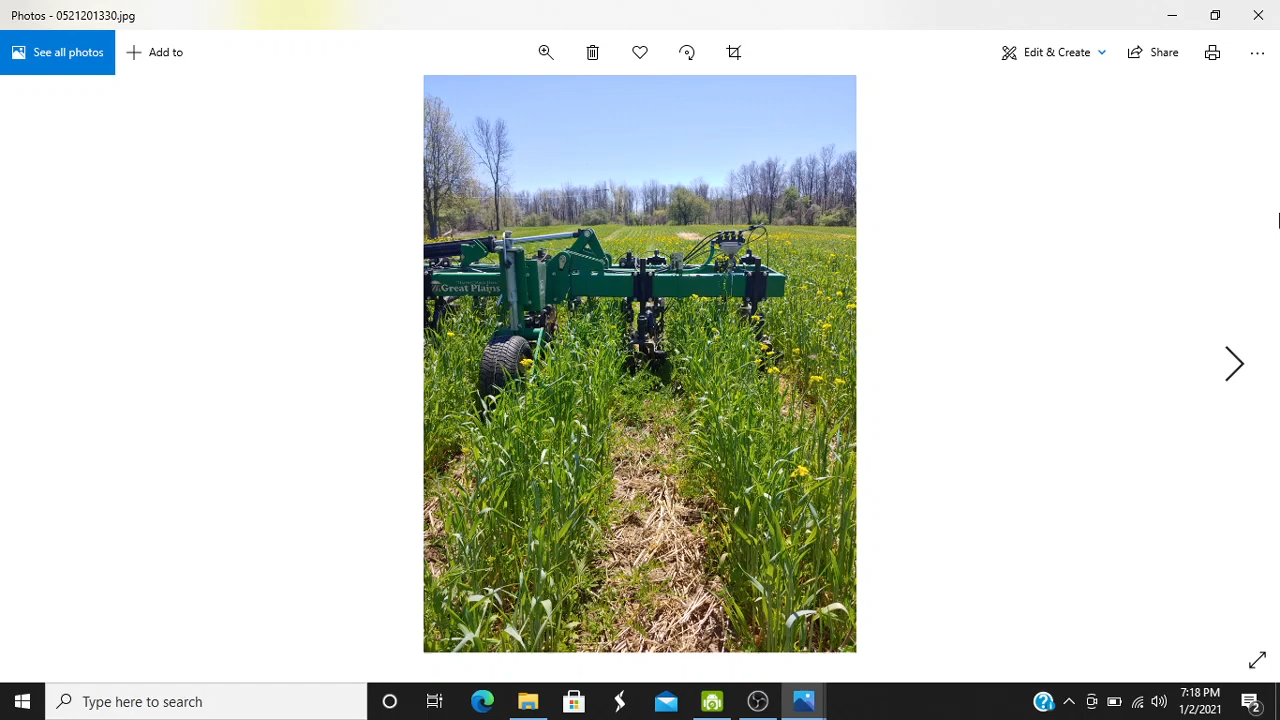 Photos - 0521201330.jpg
See all photos
Add to
Edit & Create
Share
Great Plains
Type here to search
7:18 PM
1/2/2021
2